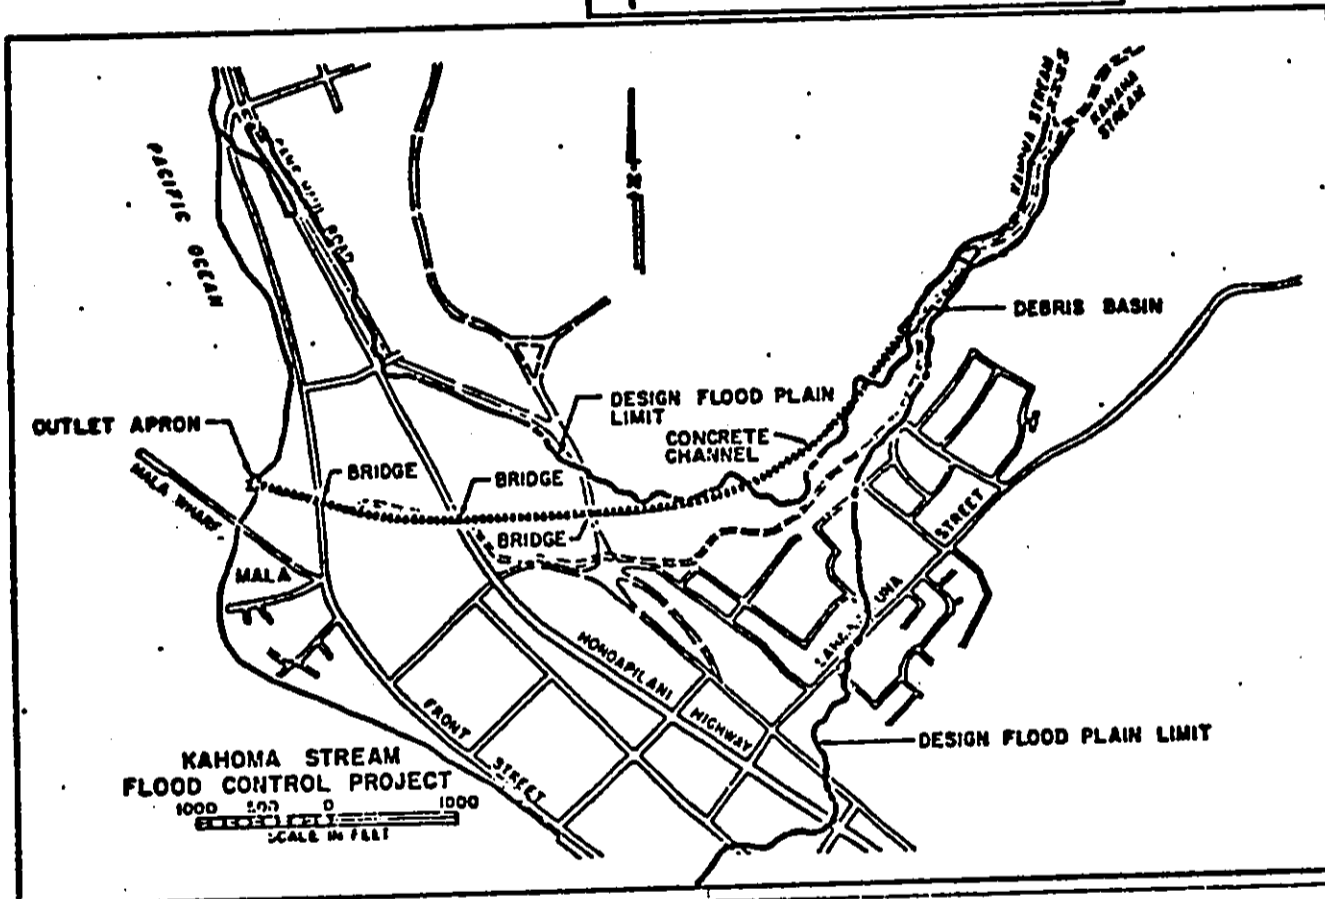 KAHOMA STREAM
KANAHA
STREAM
PACIFIC OCEAN
DEBRIS BASIN
DESIGN FLOOD PLAIN
LIMIT
CONCRETE
CHANNEL
OUTLET APRON
BRIDGE
BRIDGE
BRIDGE
MALA WHARF
MALA
STREET
HONOAPILANI
HIGHWAY
FRONT
STREET
DESIGN FLOOD PLAIN LIMIT
KAHOMA STREAM
FLOOD CONTROL PROJECT
1000 500 0 1000
SCALE IN FEET